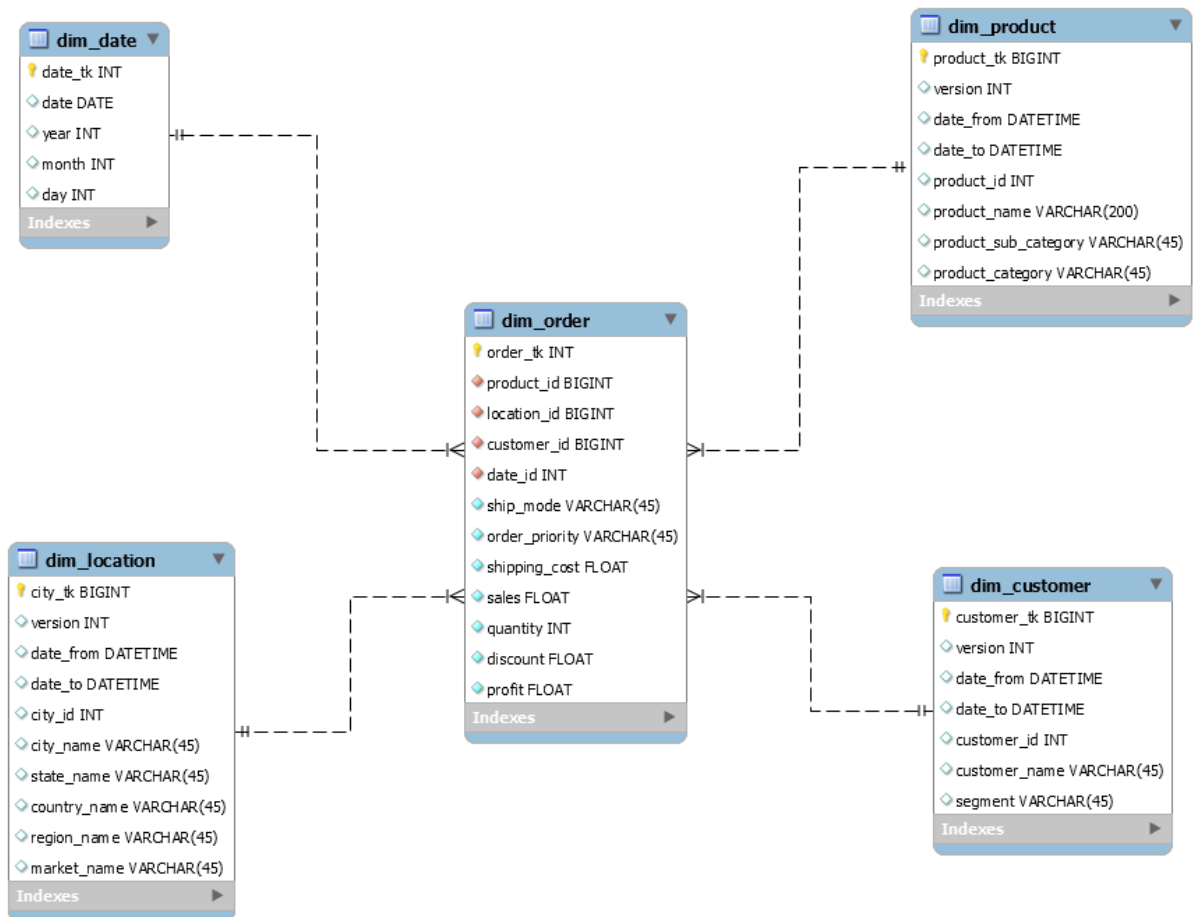 dim_date
date_tk INT
date DATE
year INT
month INT
day INT
Indexes
dim_product
product_tk BIGINT
version INT
date_from DATETIME
date_to DATETIME
product_id INT
product_name VARCHAR(200)
product_sub_category VARCHAR(45)
product_category VARCHAR(45)
Indexes
dim_order
order_tk INT
product_id BIGINT
location_id BIGINT
customer_id BIGINT
date_id INT
ship_mode VARCHAR(45)
order_priority VARCHAR(45)
shipping_cost FLOAT
sales FLOAT
quantity INT
discount FLOAT
profit FLOAT
Indexes
dim_location
city_tk BIGINT
version INT
date_from DATETIME
date_to DATETIME
city_id INT
city_name VARCHAR(45)
state_name VARCHAR(45)
country_name VARCHAR(45)
region_name VARCHAR(45)
market_name VARCHAR(45)
Indexes
dim_customer
customer_tk BIGINT
version INT
date_from DATETIME
date_to DATETIME
customer_id INT
customer_name VARCHAR(45)
segment VARCHAR(45)
Indexes